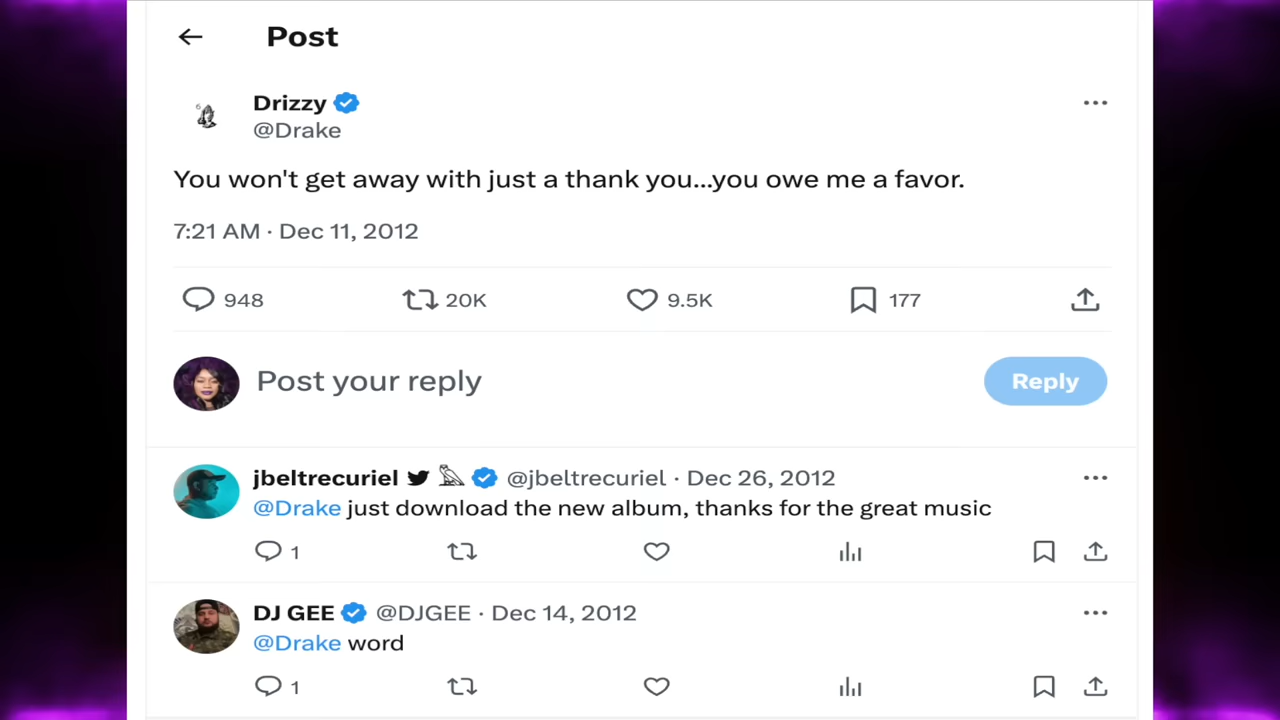 Post
Drizzy
@Drake
You won't get away with just a thank you...you owe me a favor.
7:21 AM · Dec 11, 2012
948 20K 9.5K 177
Post your reply
Reply
jbeltrecuriel @jbeltrecuriel · Dec 26, 2012
@Drake just download the new album, thanks for the great music
1
DJ GEE @DJGEE · Dec 14, 2012
@Drake word
1